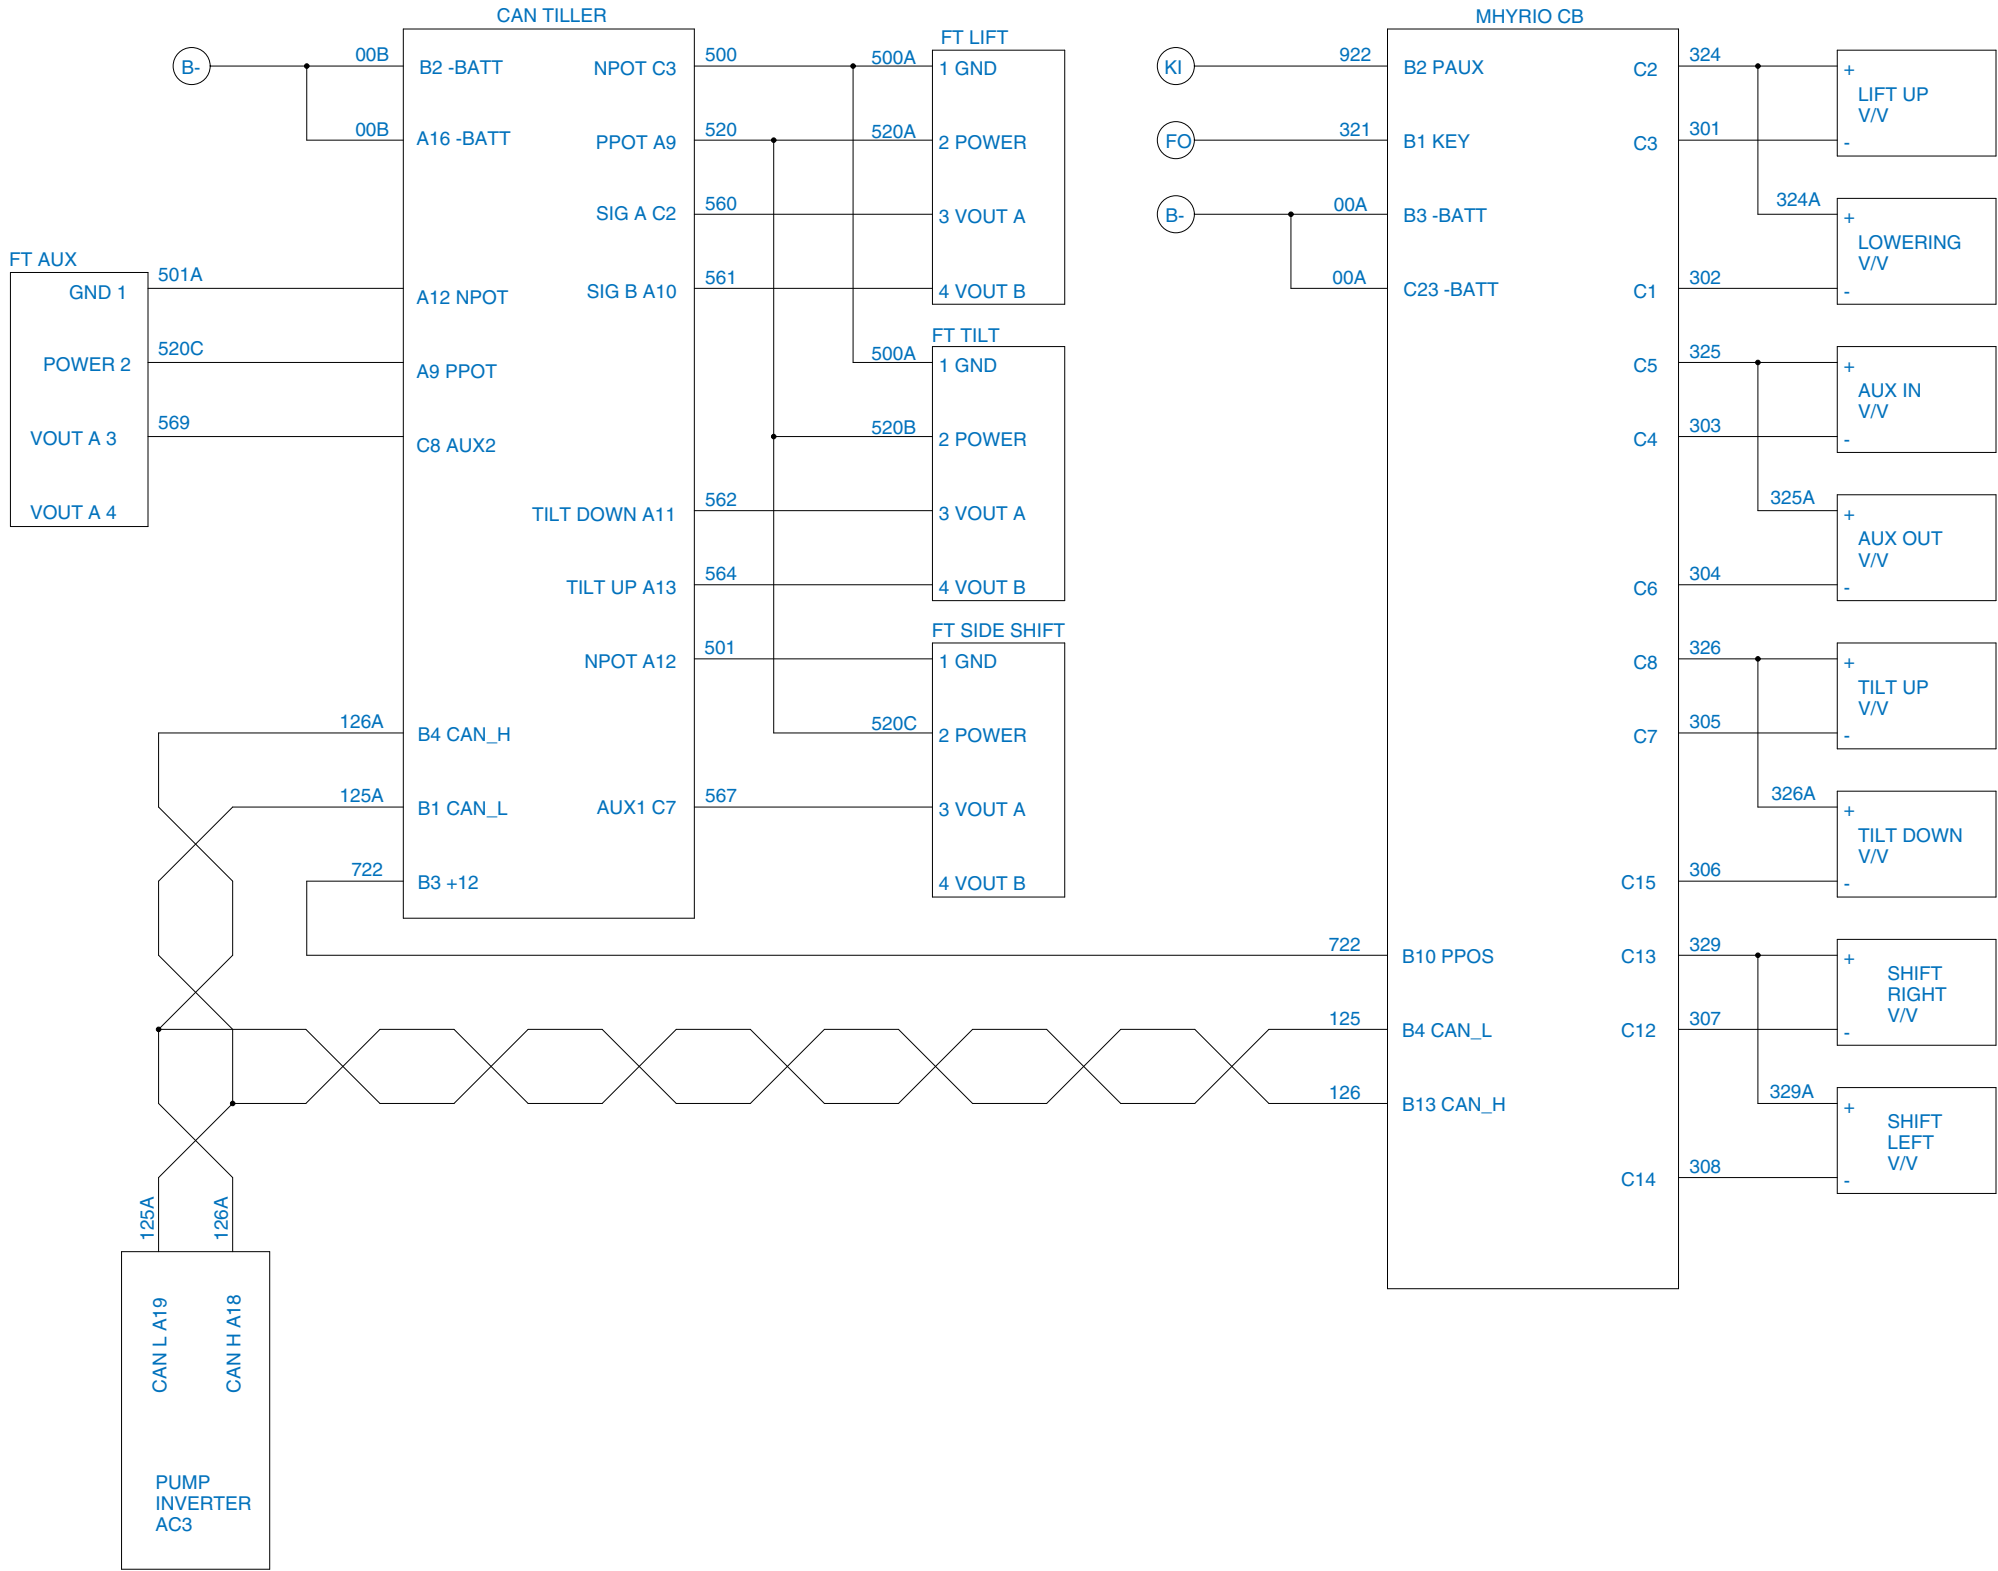 CAN TILLER
B-
00B
B2 -BATT
00B
A16 -BATT
FT AUX
GND 1
501A
A12 NPOT
POWER 2
520C
A9 PPOT
VOUT A 3
569
C8 AUX2
VOUT A 4
126A
B4 CAN_H
125A
B1 CAN_L
722
B3 +12
NPOT C3
500
PPOT A9
520
SIG A C2
560
SIG B A10
561
TILT DOWN A11
562
TILT UP A13
564
NPOT A12
501
AUX1 C7
567
FT LIFT
500A
1 GND
520A
2 POWER
3 VOUT A
4 VOUT B
FT TILT
500A
1 GND
520B
2 POWER
3 VOUT A
4 VOUT B
FT SIDE SHIFT
1 GND
520C
2 POWER
3 VOUT A
4 VOUT B
MHYRIO CB
KI
922
B2 PAUX
FO
321
B1 KEY
B-
00A
B3 -BATT
00A
C23 -BATT
722
B10 PPOS
125
B4 CAN_L
126
B13 CAN_H
C2
324
+
LIFT UP
V/V
C3
301
-
324A
+
LOWERING
V/V
C1
302
-
C5
325
+
AUX IN
V/V
C4
303
-
325A
+
AUX OUT
V/V
C6
304
-
C8
326
+
TILT UP
V/V
C7
305
-
326A
+
TILT DOWN
V/V
C15
306
-
C13
329
+
SHIFT
RIGHT
V/V
C12
307
-
329A
+
SHIFT
LEFT
V/V
C14
308
-
125A
126A
CAN L A19
CAN H A18
PUMP
INVERTER
AC3